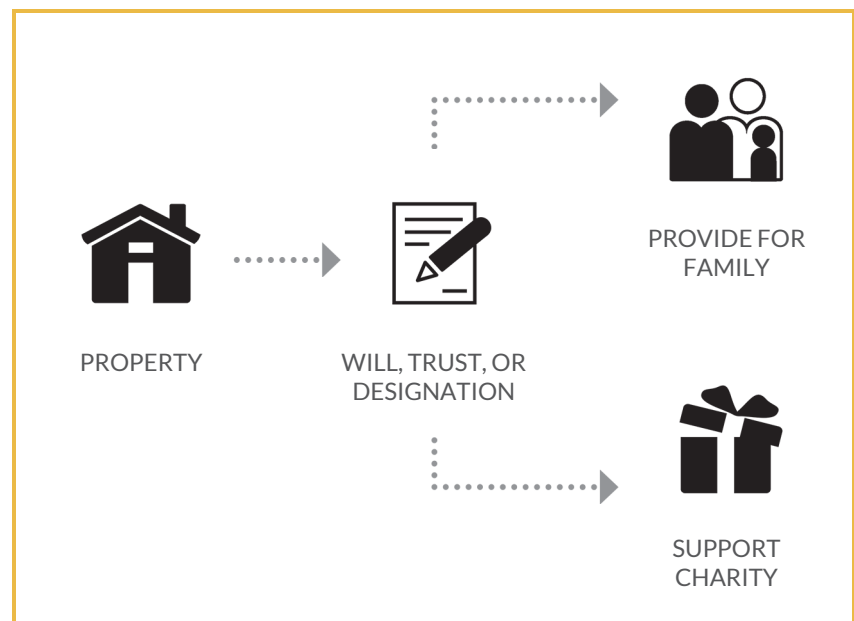 PROVIDE FOR
FAMILY
PROPERTY
WILL, TRUST, OR
DESIGNATION
SUPPORT
CHARITY